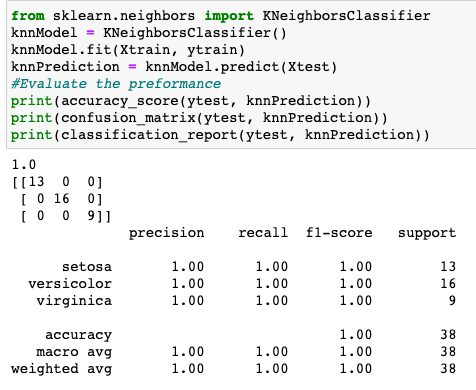 from sklearn.neighbors import KNeighborsClassifier
knnModel = KNeighborsClassifier()
knnModel.fit(Xtrain, ytrain)
knnPrediction = knnModel.predict(Xtest)
#Evaluate the preformance
print(accuracy_score(ytest, knnPrediction))
print(confusion_matrix(ytest, knnPrediction))
print(classification_report(ytest, knnPrediction))
1.0
[[13  0  0]
 [ 0 16  0]
 [ 0  0  9]]
              precision    recall  f1-score   support
      setosa       1.00      1.00      1.00        13
  versicolor       1.00      1.00      1.00        16
   virginica       1.00      1.00      1.00         9
    accuracy                           1.00        38
   macro avg       1.00      1.00      1.00        38
weighted avg       1.00      1.00      1.00        38